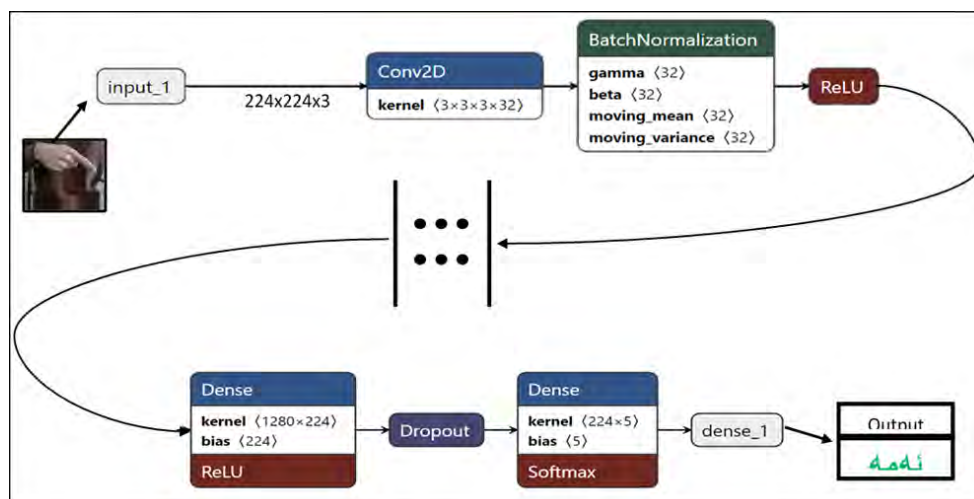 input_1
224x224x3
Conv2D
kernel ⟨3×3×3×32⟩
BatchNormalization
gamma ⟨32⟩
beta ⟨32⟩
moving_mean ⟨32⟩
moving_variance ⟨32⟩
ReLU
Dense
kernel ⟨1280×224⟩
bias ⟨224⟩
ReLU
Dropout
Dense
kernel ⟨224×5⟩
bias ⟨5⟩
Softmax
dense_1
Output
ئەمە